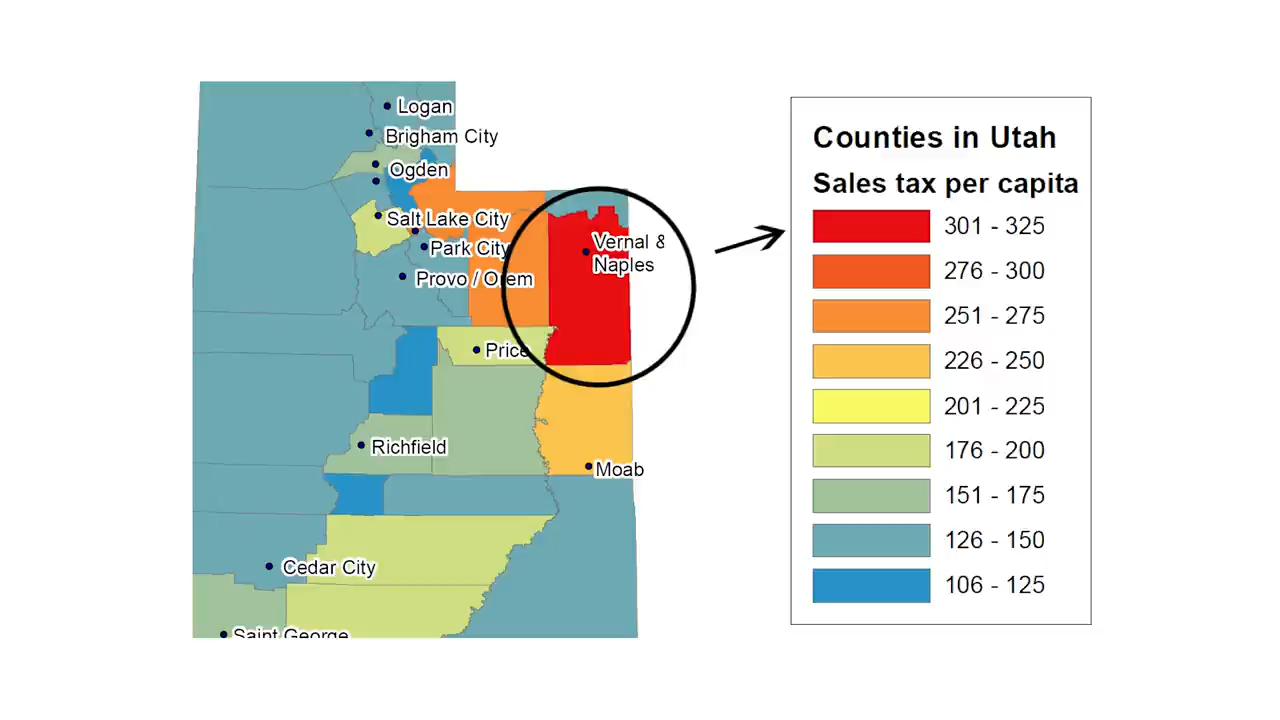 Logan
Brigham City
Ogden
Salt Lake City
Park City
Provo / Orem
Vernal &
Naples
Price
Richfield
Moab
Cedar City
Saint George
Counties in Utah
Sales tax per capita
301 - 325
276 - 300
251 - 275
226 - 250
201 - 225
176 - 200
151 - 175
126 - 150
106 - 125